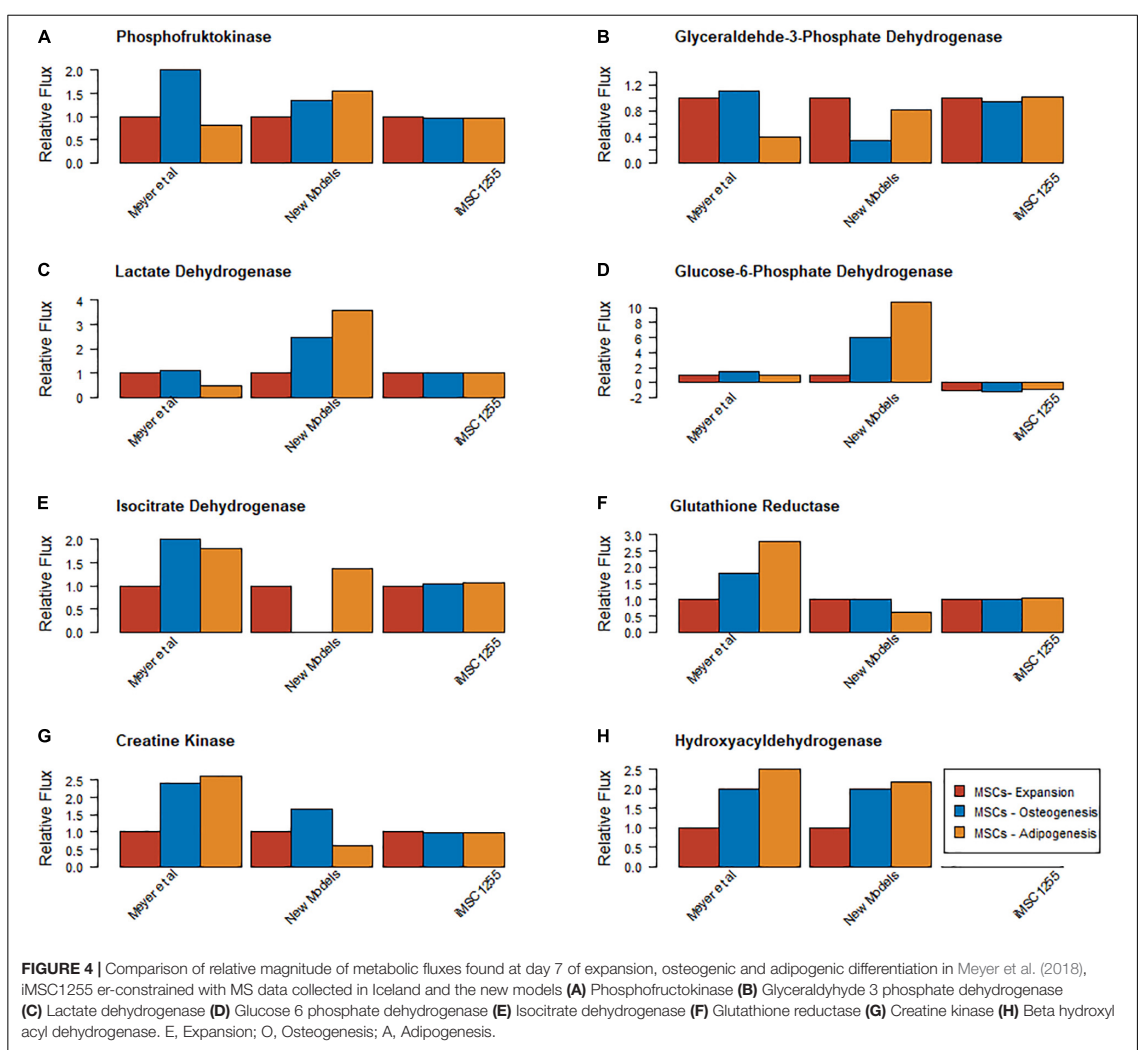 A Phosphofruktokinase
Relative Flux
2.0
1.5
1.0
0.5
0.0
Meyer et al
New Models
iMSC1255
B Glyceraldehde-3-Phosphate Dehydrogenase
Relative Flux
1.2
0.8
0.4
0.0
Meyer et al
New Models
iMSC1255
C Lactate Dehydrogenase
Relative Flux
4
3
2
1
0
Meyer et al
New Models
iMSC1255
D Glucose-6-Phosphate Dehydrogenase
Relative Flux
10
8
6
4
2
0
-2
Meyer et al
New Models
iMSC1255
E Isocitrate Dehydrogenase
Relative Flux
2.0
1.5
1.0
0.5
0.0
Meyer et al
New Models
iMSC1255
F Glutathione Reductase
Relative Flux
3.0
2.5
2.0
1.5
1.0
0.5
0.0
Meyer et al
New Models
iMSC1255
G Creatine Kinase
Relative Flux
2.5
2.0
1.5
1.0
0.5
0.0
Meyer et al
New Models
iMSC1255
H Hydroxyacyldehydrogenase
Relative Flux
2.5
2.0
1.5
1.0
0.5
0.0
Meyer et al
New Models
iMSC1255
MSCs- Expansion
MSCs - Osteogenesis
MSCs - Adipogenesis
FIGURE 4 | Comparison of relative magnitude of metabolic fluxes found at day 7 of expansion, osteogenic and adipogenic differentiation in Meyer et al. (2018),
iMSC1255 er-constrained with MS data collected in Iceland and the new models (A) Phosphofructokinase (B) Glyceraldyhyde 3 phosphate dehydrogenase
(C) Lactate dehydrogenase (D) Glucose 6 phosphate dehydrogenase (E) Isocitrate dehydrogenase (F) Glutathione reductase (G) Creatine kinase (H) Beta hydroxyl
acyl dehydrogenase. E, Expansion; O, Osteogenesis; A, Adipogenesis.